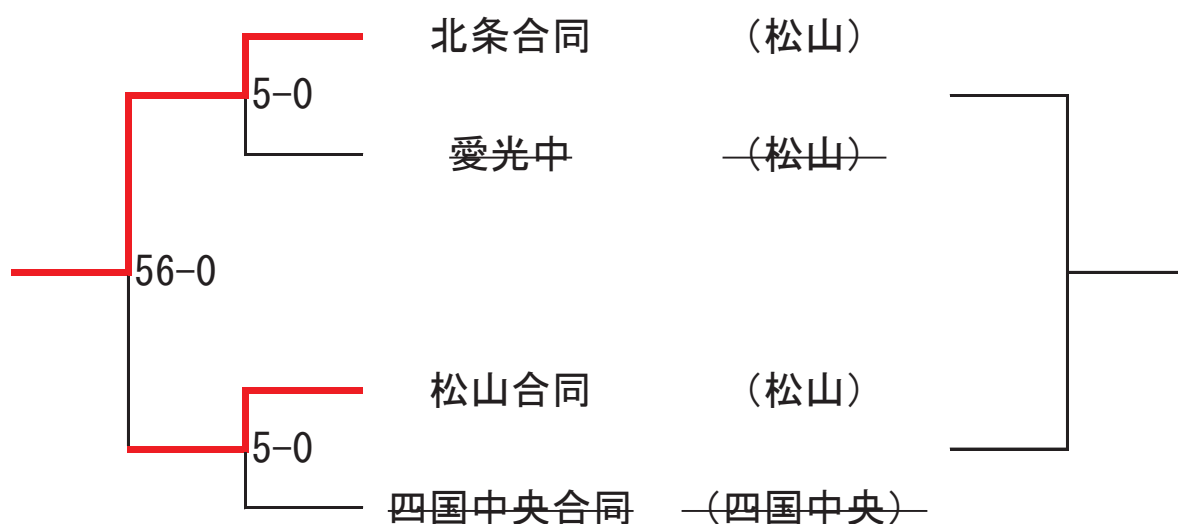 北条合同 （松山）
5-0
愛光中 （松山）
56-0
松山合同 （松山）
5-0
四国中央合同 （四国中央）